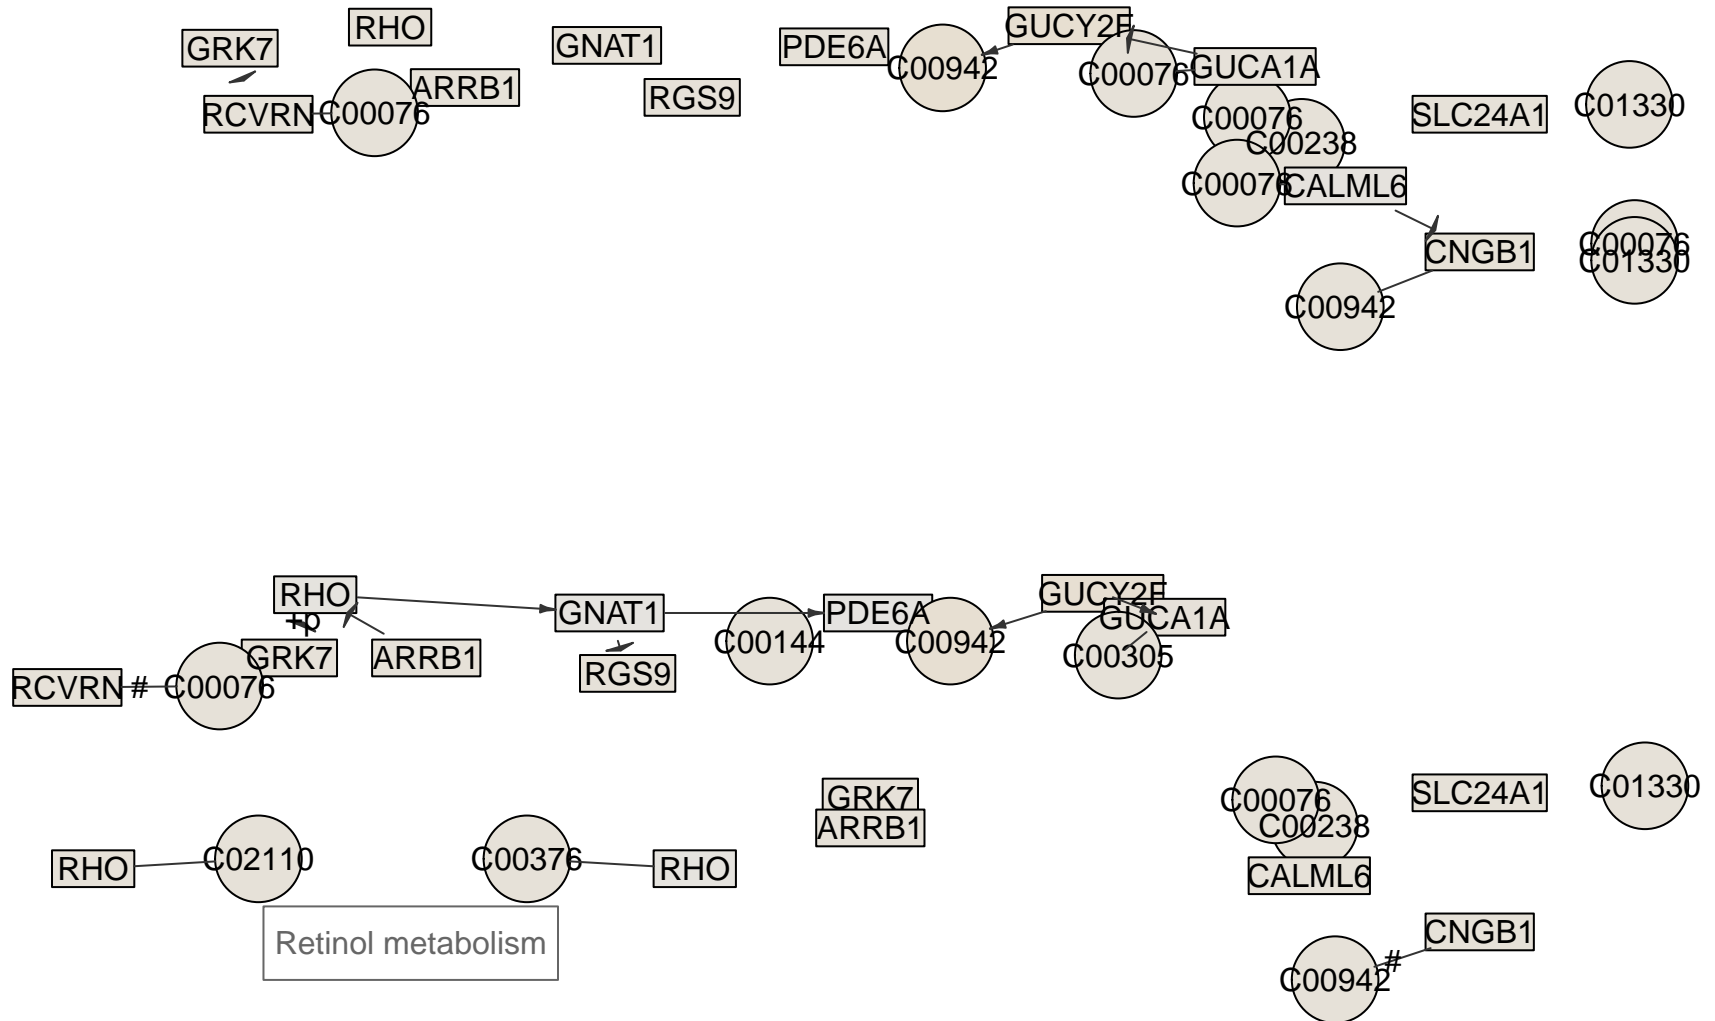 RHO
GRK7
GNAT1
PDE6A
GUCY2F
C00942
C00076
GUCA1A
ARRB1
RGS9
RCVRN
C00076
C00076
C00238
SLC24A1
C01330
C00076
CALML6
CNGB1
C00076
C01330
C00942
RHO
+p
GNAT1
PDE6A
GUCY2F
GUCA1A
GRK7
ARRB1
RGS9
C00144
C00942
C00305
RCVRN
#
C00076
GRK7
ARRB1
C00076
C00238
SLC24A1
C01330
RHO
C02110
C00376
RHO
CALML6
Retinol metabolism
CNGB1
#
C00942